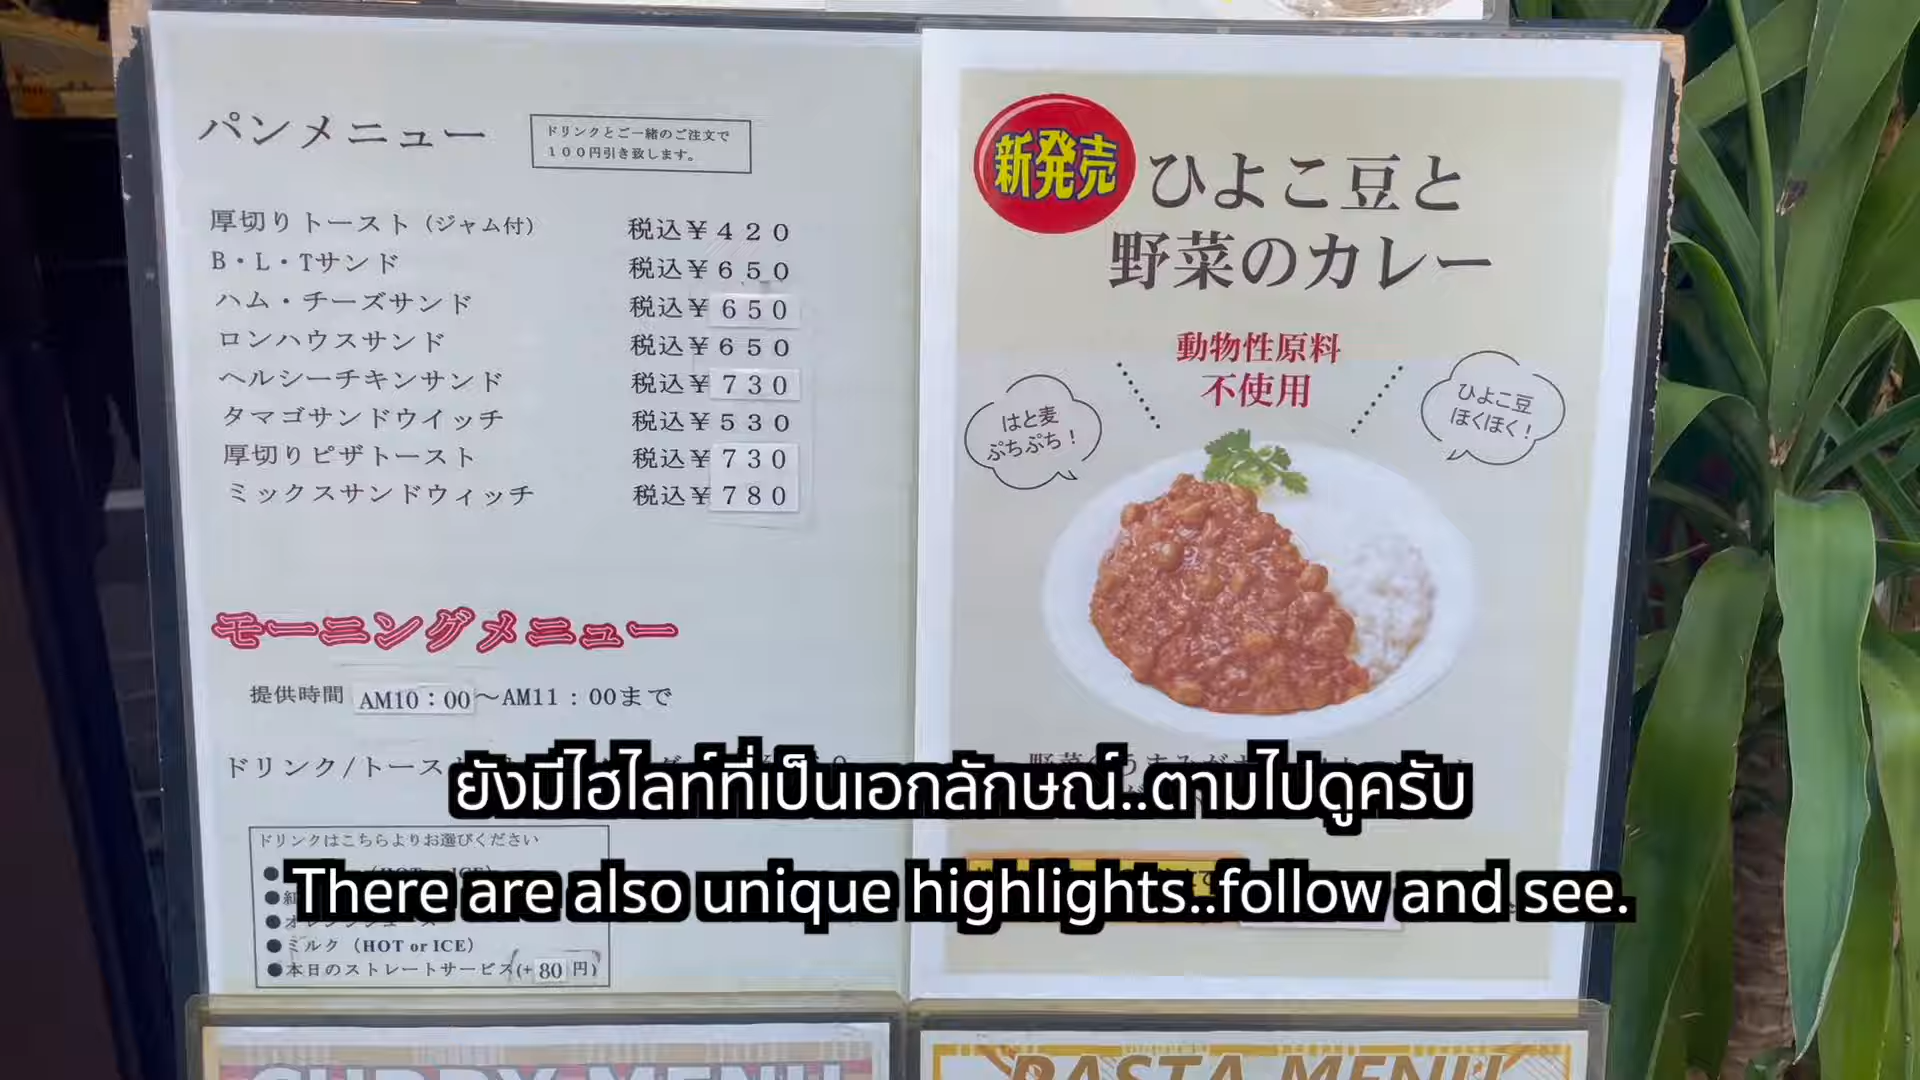 パンメニュー
ドリンクとご一緒のご注文で
100円引き致します。
厚切りトースト（ジャム付） 税込¥420
B・L・Tサンド 税込¥650
ハム・チーズサンド 税込¥650
ロンハウスサンド 税込¥650
ヘルシーチキンサンド 税込¥730
タマゴサンドウイッチ 税込¥530
厚切りピザトースト 税込¥730
ミックスサンドウィッチ 税込¥780
モーニングメニュー
提供時間 AM10：00～AM11：00まで
ドリンク/トースト
ドリンクはこちらよりお選びください
●ミルク（HOT or ICE）
●本日のストレートサービス(+80円)
新発売
ひよこ豆と
野菜のカレー
動物性原料
不使用
はと麦
ぷちぷち！
ひよこ豆
ほくほく！
ยังมีไฮไลท์ที่เป็นเอกลักษณ์..ตามไปดูครับ
There are also unique highlights..follow and see.
CURRY MENU
PASTA MENU